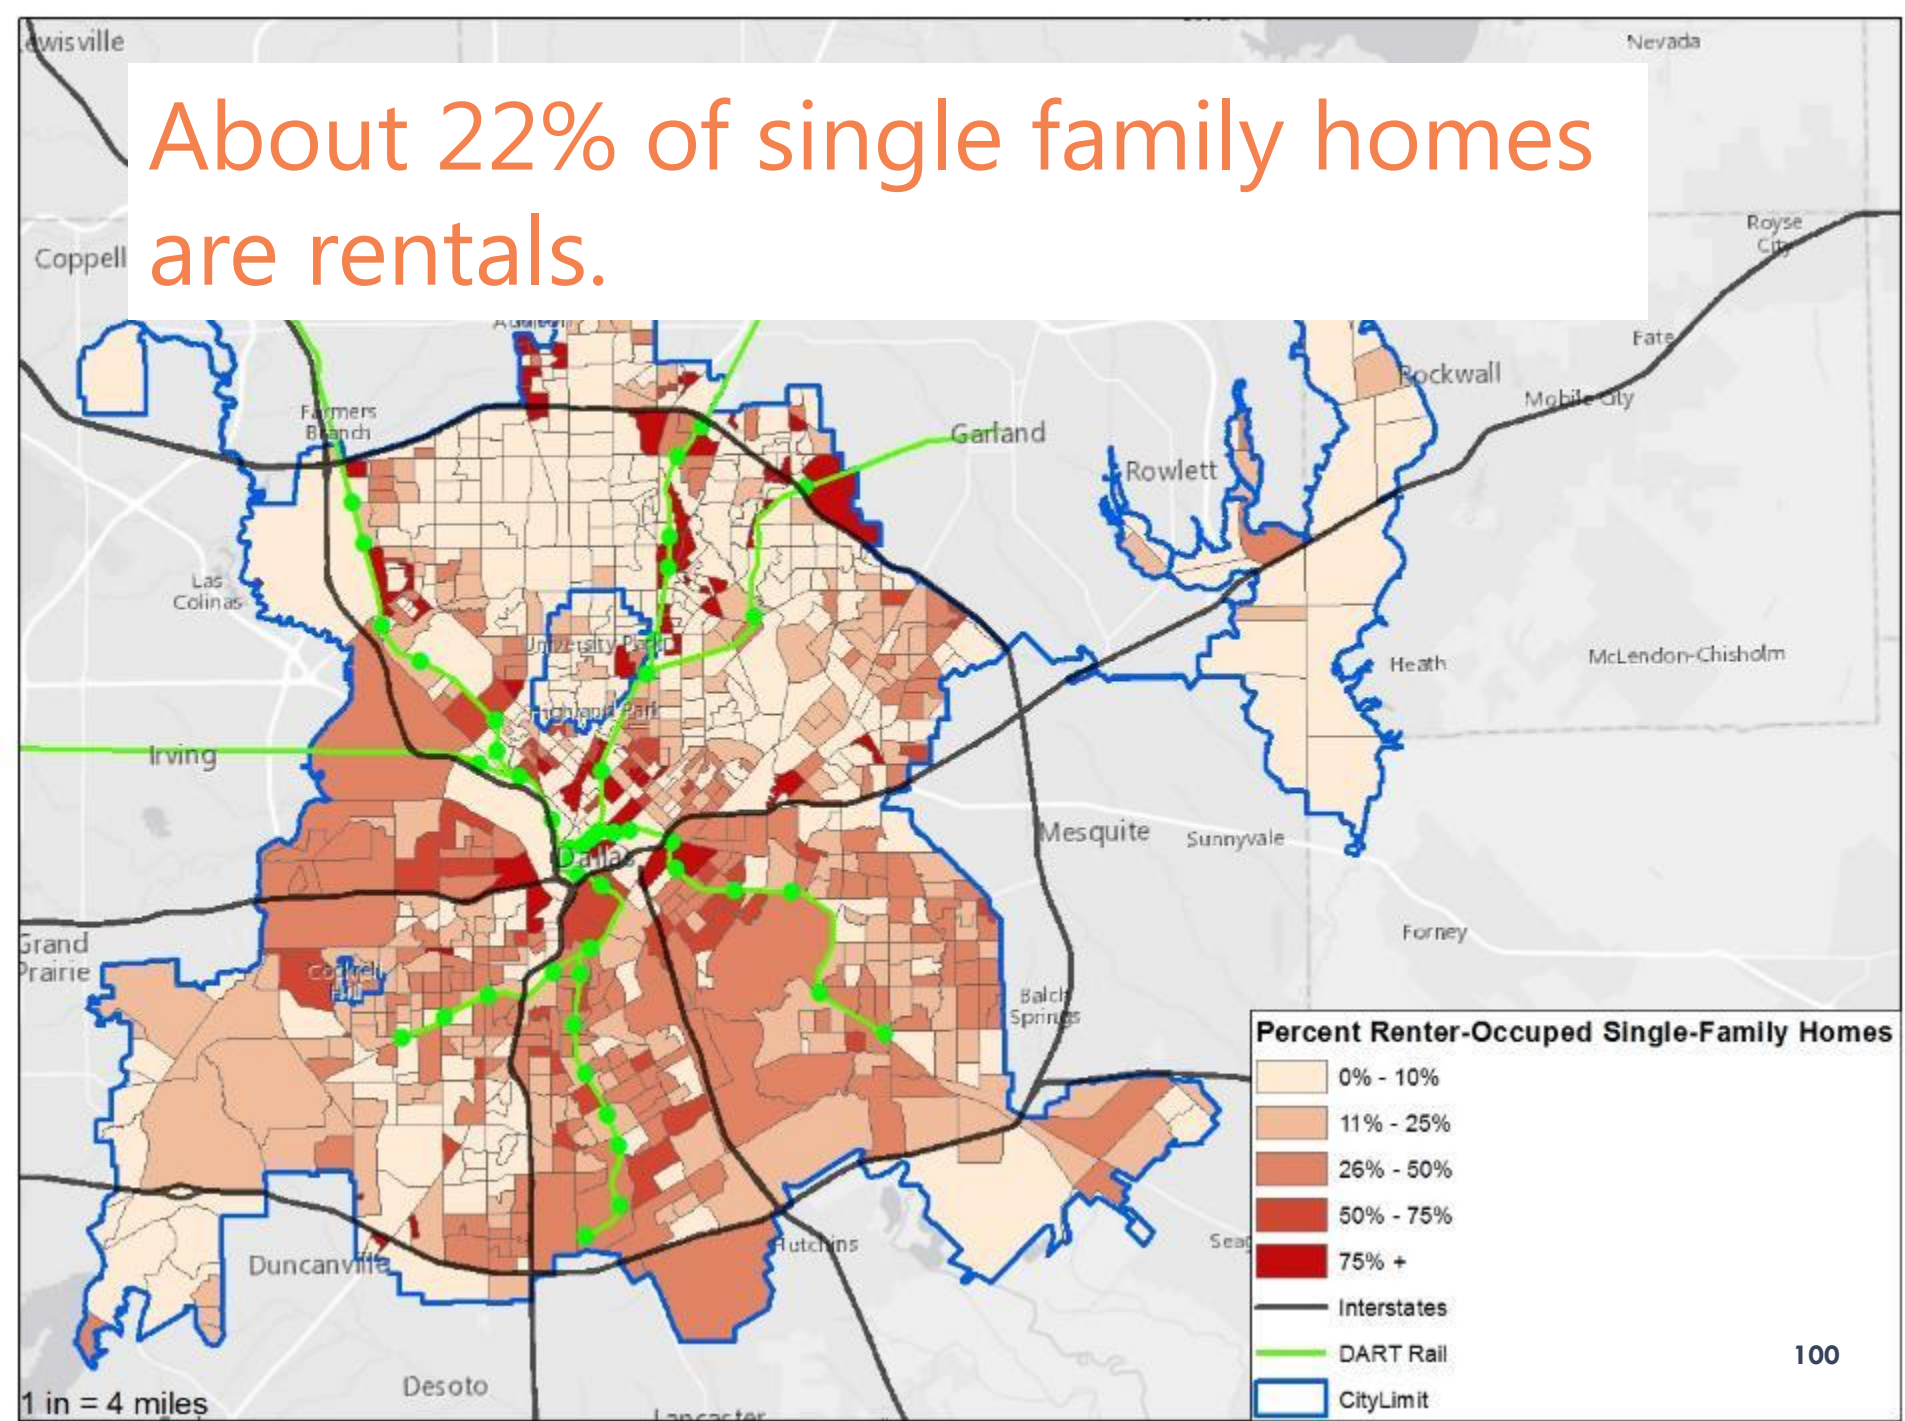 Nevada
About 22% of single family homes
are rentals.
Coppell
Royse
City
Fate
Rockwall
Mobile City
Farmers
Branch
Garland
Rowlett
Las
Colinas
University Park
Heath
McLendon-Chisholm
Highland Park
Irving
Mesquite
Sunnyvale
Dallas
Forney
Grand
Prairie
Cockrell
Hill
Balch
Springs
Percent Renter-Occuped Single-Family Homes
0% - 10%
11% - 25%
26% - 50%
50% - 75%
75% +
Interstates
DART Rail
CityLimit
100
Hutchins
Duncanville
Desoto
1 in = 4 miles